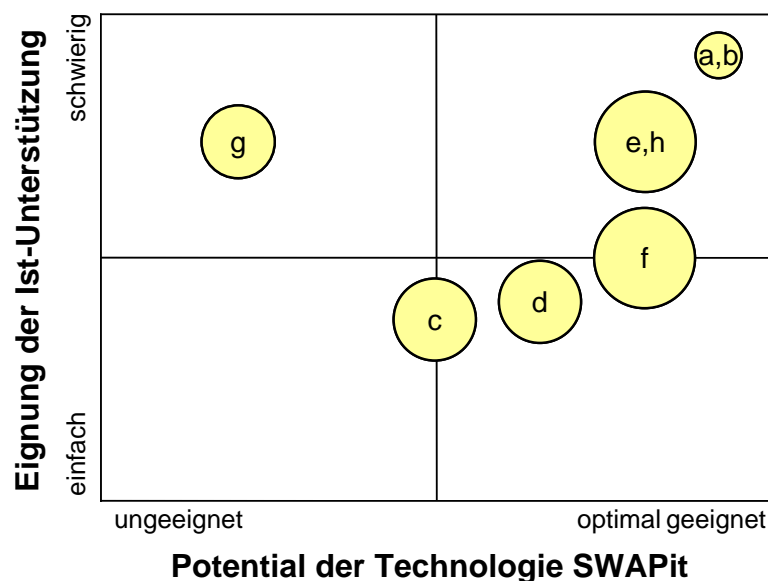 Eignung der Ist-Unterstützung
schwierig
einfach
a,b
g
e,h
f
d
c
ungeeignet
optimal geeignet
Potential der Technologie SWAPit